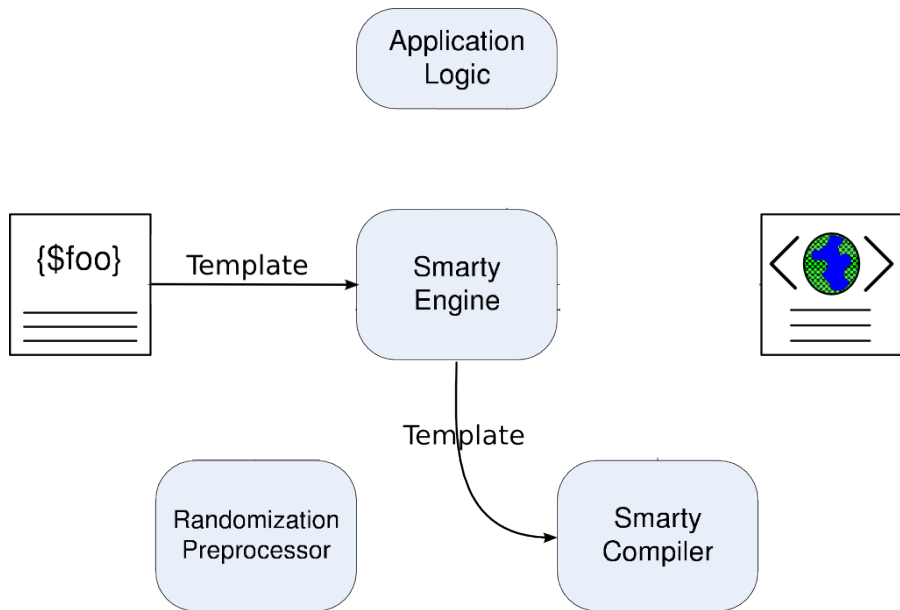 Application
Logic
{$foo}
Template
Smarty
Engine
Template
Randomization
Preprocessor
Smarty
Compiler